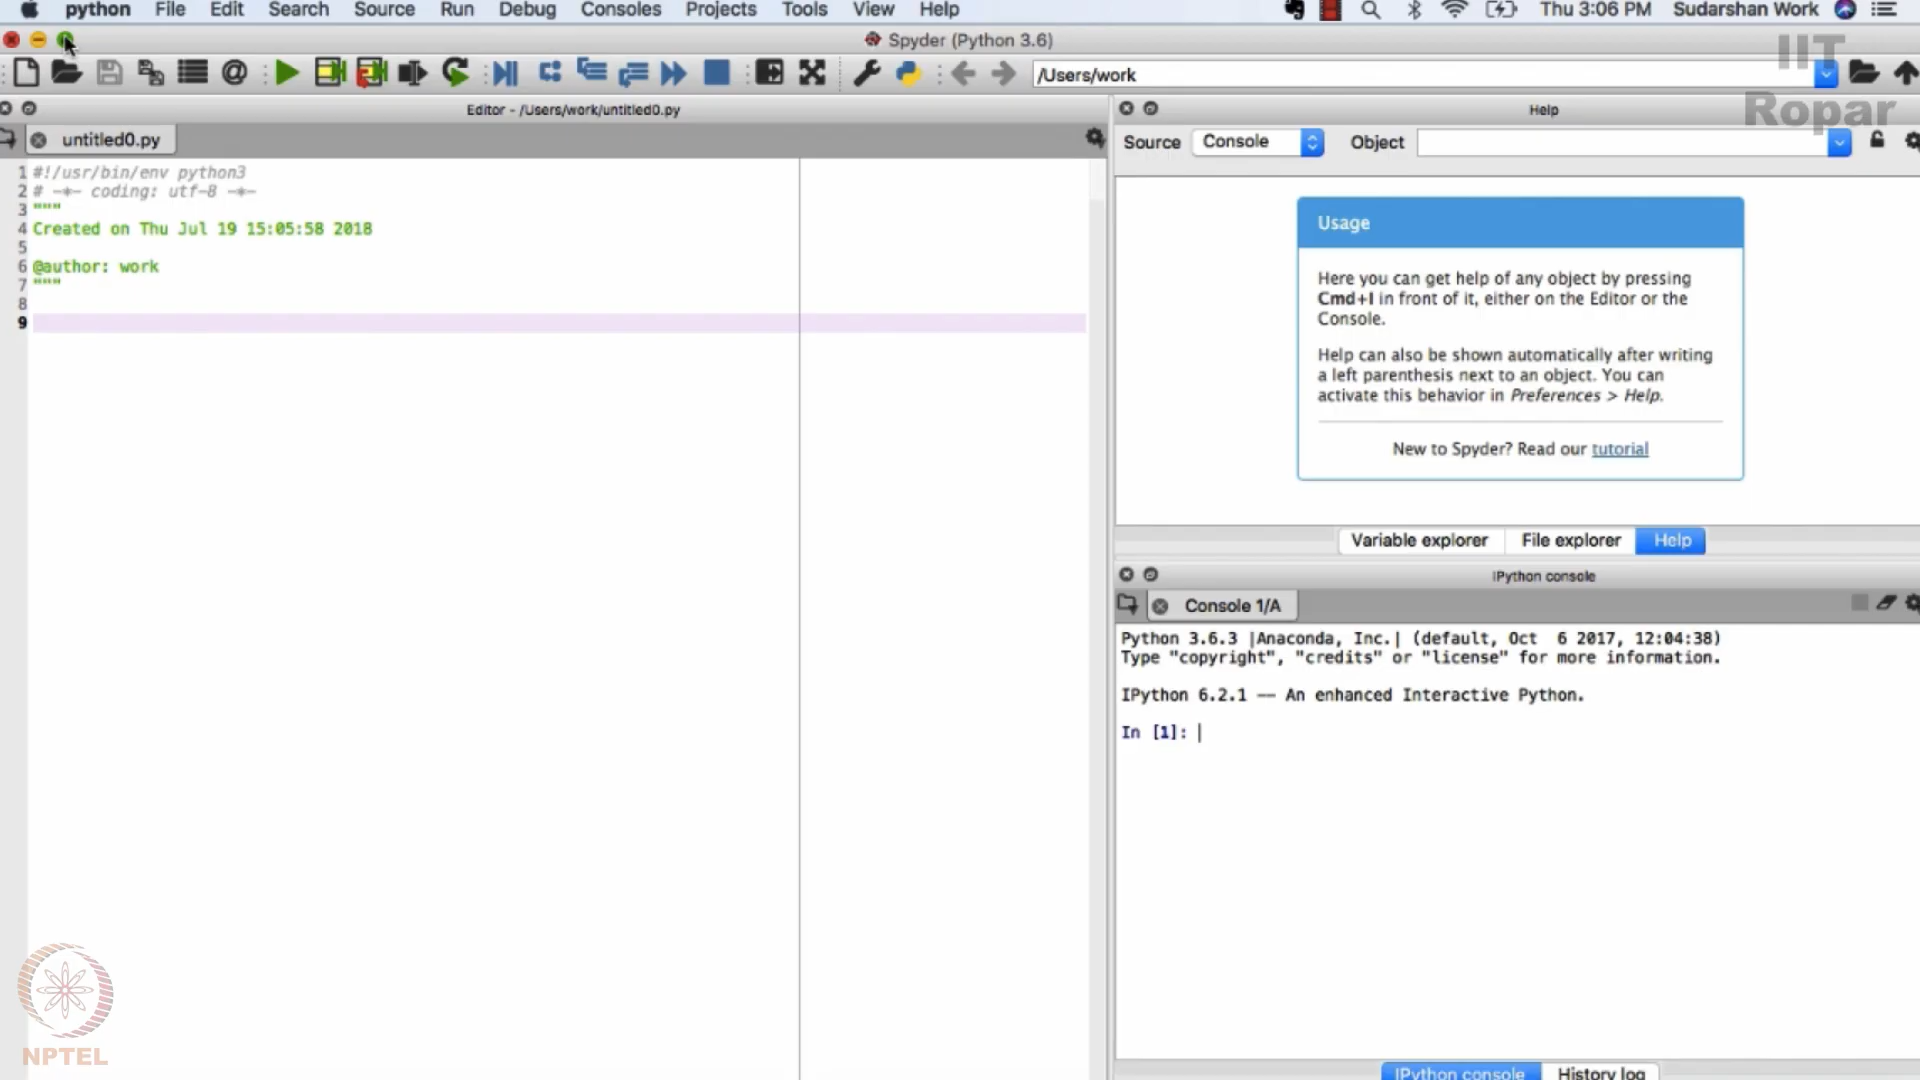 python File Edit Search Source Run Debug Consoles Projects Tools View Help Thu 3:06 PM Sudarshan Work
Spyder (Python 3.6)
IIT
Ropar
/Users/work
Editor - /Users/work/untitled0.py
untitled0.py
1 #!/usr/bin/env python3
2 # -*- coding: utf-8 -*-
3 """
4 Created on Thu Jul 19 15:05:58 2018
5
6 @author: work
7 """
8
9
Help
Source Console Object
Usage
Here you can get help of any object by pressing
Cmd+I in front of it, either on the Editor or the
Console.
Help can also be shown automatically after writing
a left parenthesis next to an object. You can
activate this behavior in Preferences > Help.
New to Spyder? Read our tutorial
Variable explorer File explorer Help
IPython console
Console 1/A
Python 3.6.3 |Anaconda, Inc.| (default, Oct  6 2017, 12:04:38)
Type "copyright", "credits" or "license" for more information.
IPython 6.2.1 -- An enhanced Interactive Python.
In [1]:
IPython console History log
NPTEL